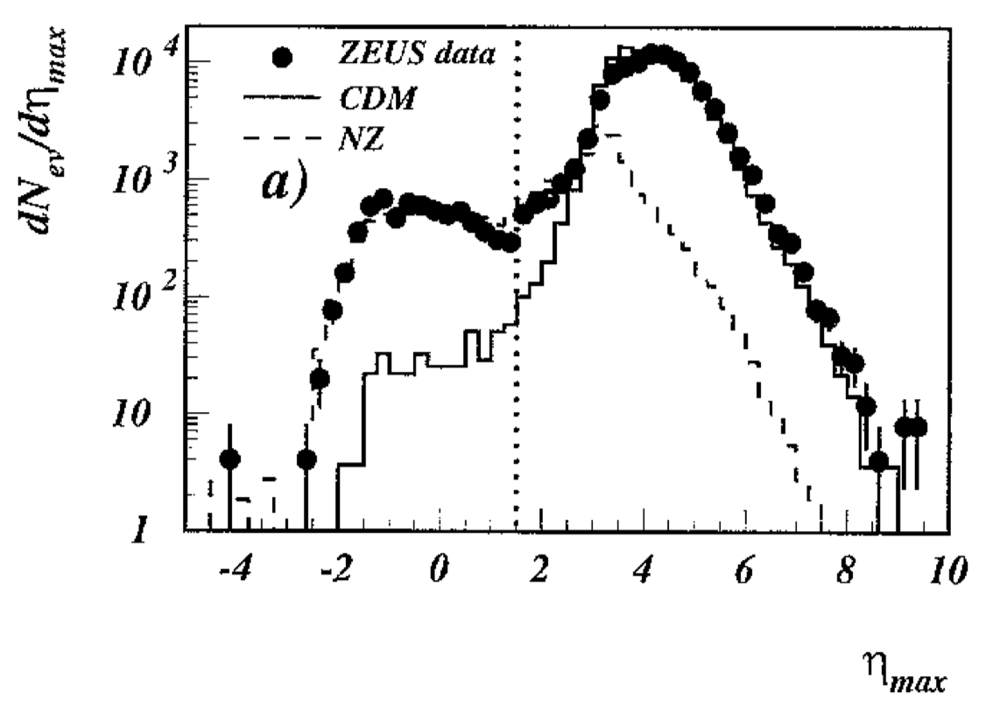 dN_ev/dη_max
10^4
10^3
10^2
10
1
ZEUS data
CDM
NZ
a)
-4 -2 0 2 4 6 8 10
η_max